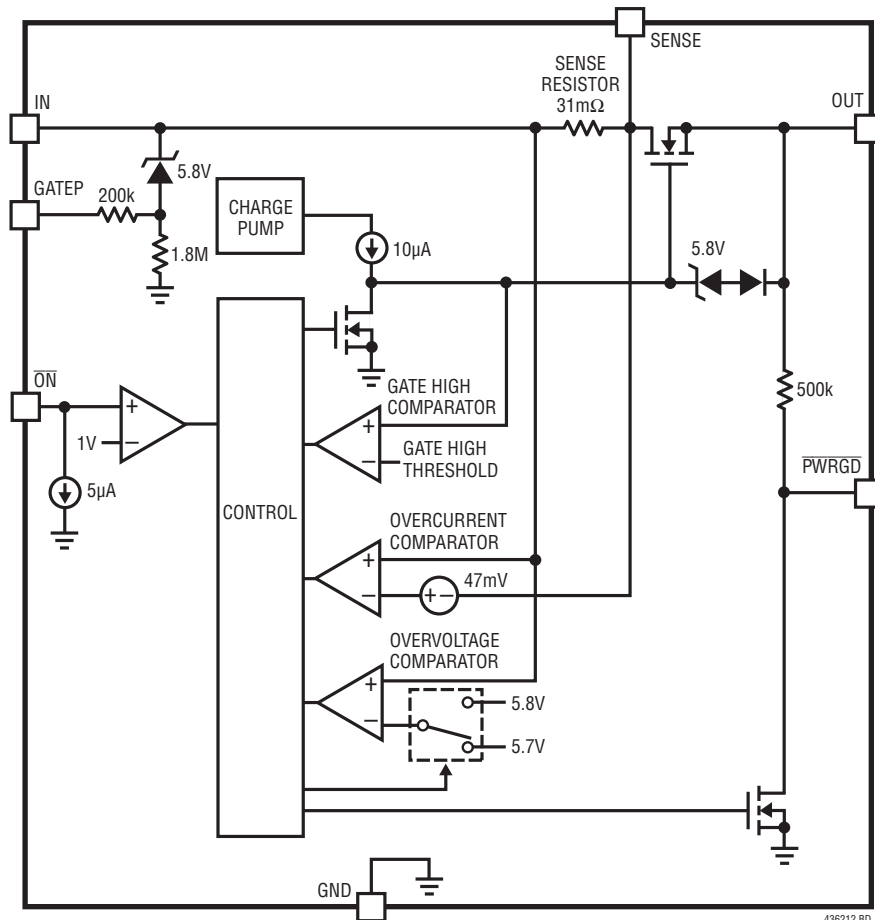 SENSE
SENSE
RESISTOR
31mΩ
IN
OUT
5.8V
GATEP
200k
CHARGE
PUMP
1.8M
10µA
5.8V
ON
GATE HIGH
COMPARATOR
500k
+
1V
−
+
−
GATE HIGH
THRESHOLD
PWRGD
5µA
CONTROL
OVERCURRENT
COMPARATOR
+
47mV
−
+ −
OVERVOLTAGE
COMPARATOR
+
5.8V
−
5.7V
GND
436212 BD